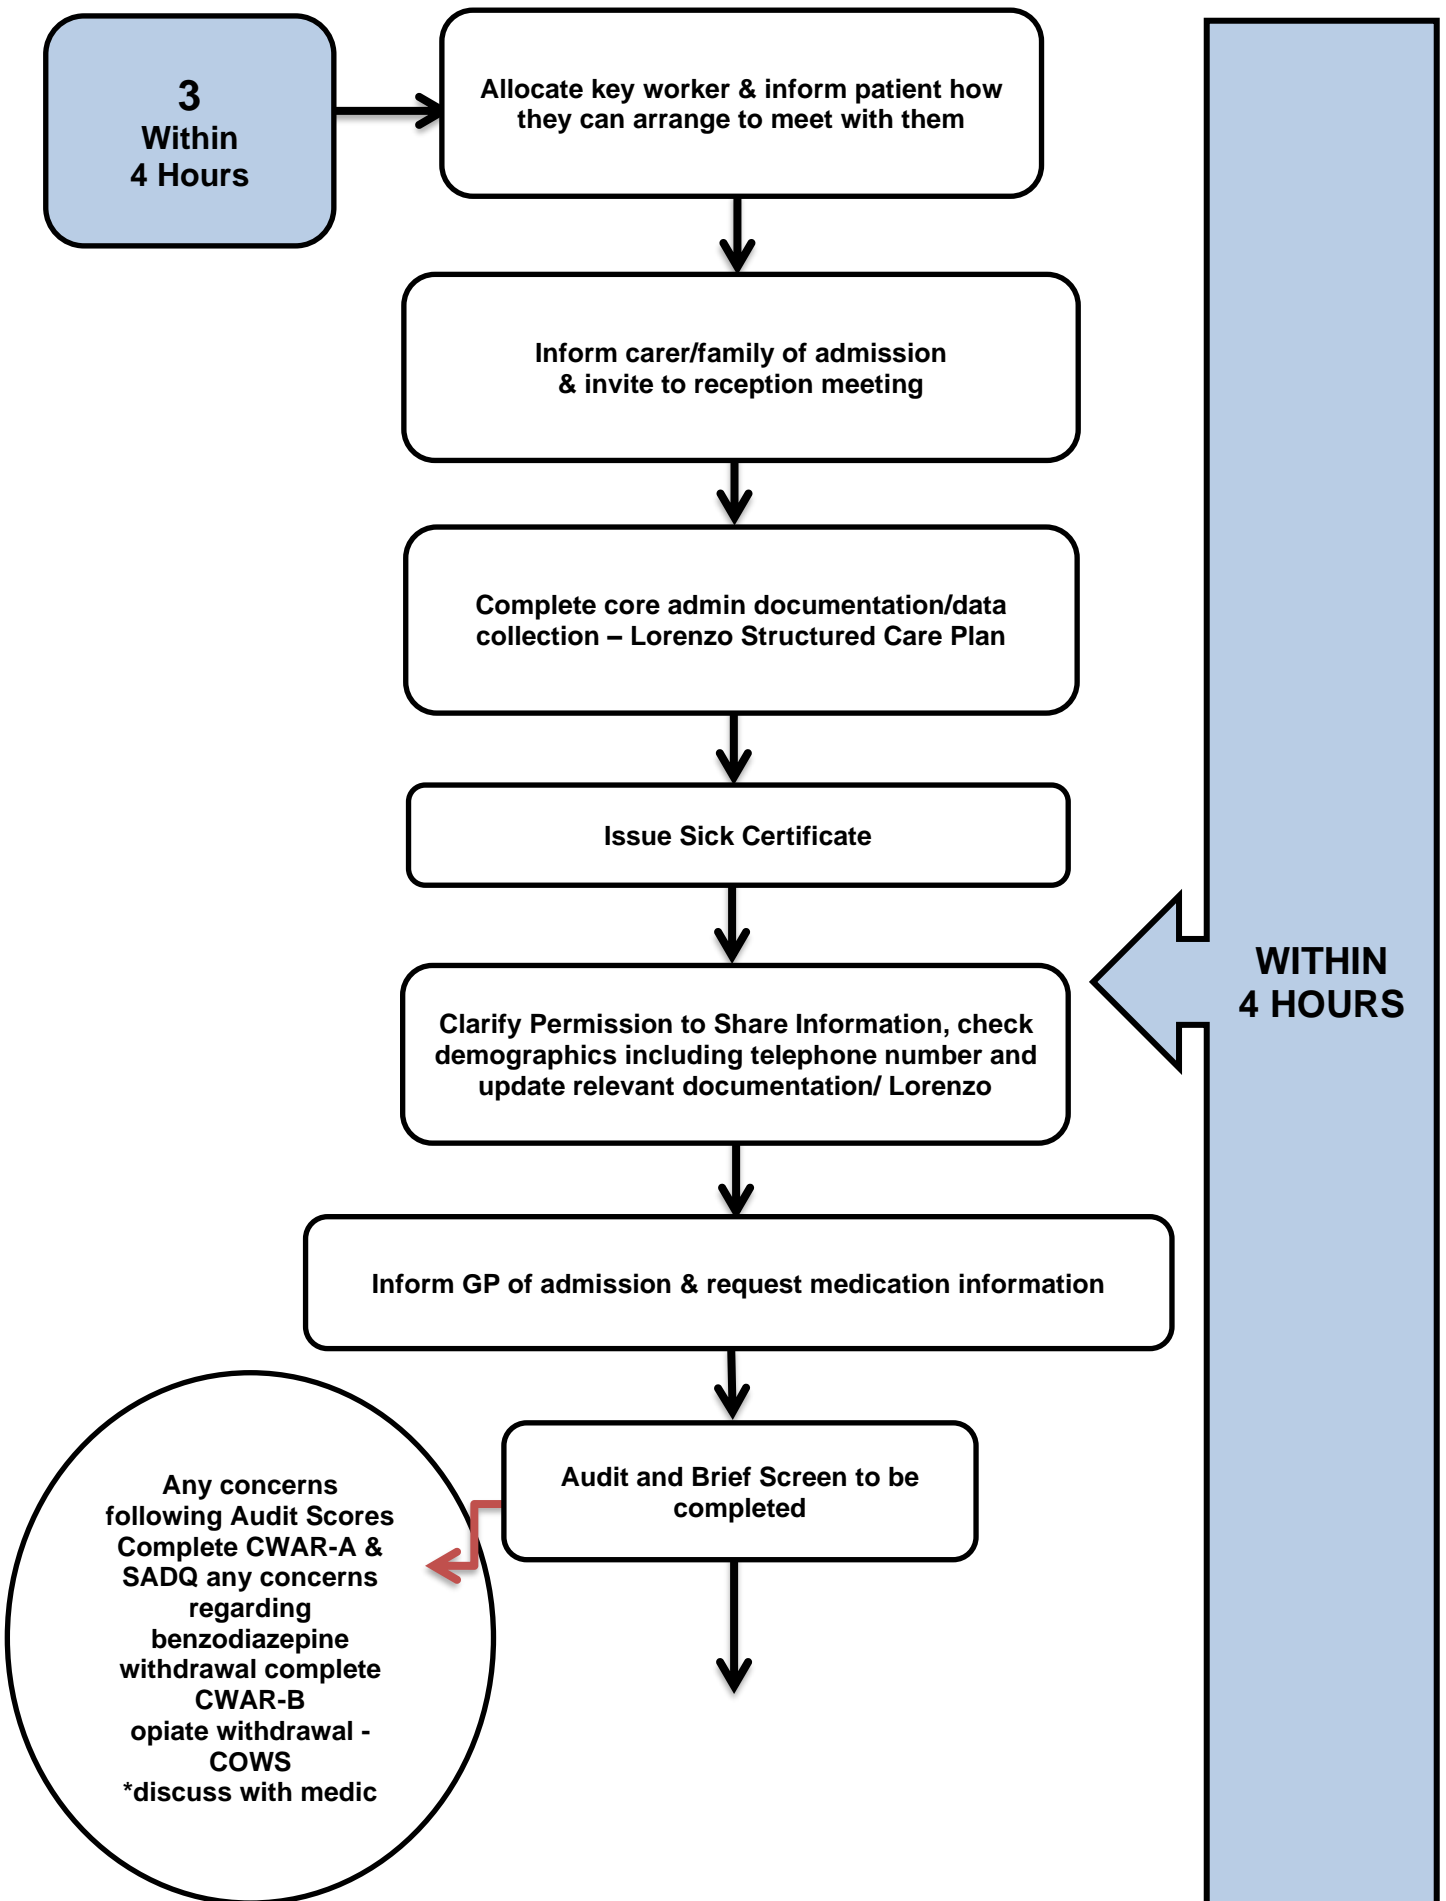 3
Within
4 Hours
Allocate key worker & inform patient how
they can arrange to meet with them
Inform carer/family of admission
& invite to reception meeting
Complete core admin documentation/data
collection – Lorenzo Structured Care Plan
Issue Sick Certificate
WITHIN
4 HOURS
Clarify Permission to Share Information, check
demographics including telephone number and
update relevant documentation/ Lorenzo
Inform GP of admission & request medication information
Audit and Brief Screen to be
completed
Any concerns
following Audit Scores
Complete CWAR-A &
SADQ any concerns
regarding
benzodiazepine
withdrawal complete
CWAR-B
opiate withdrawal -
COWS
*discuss with medic